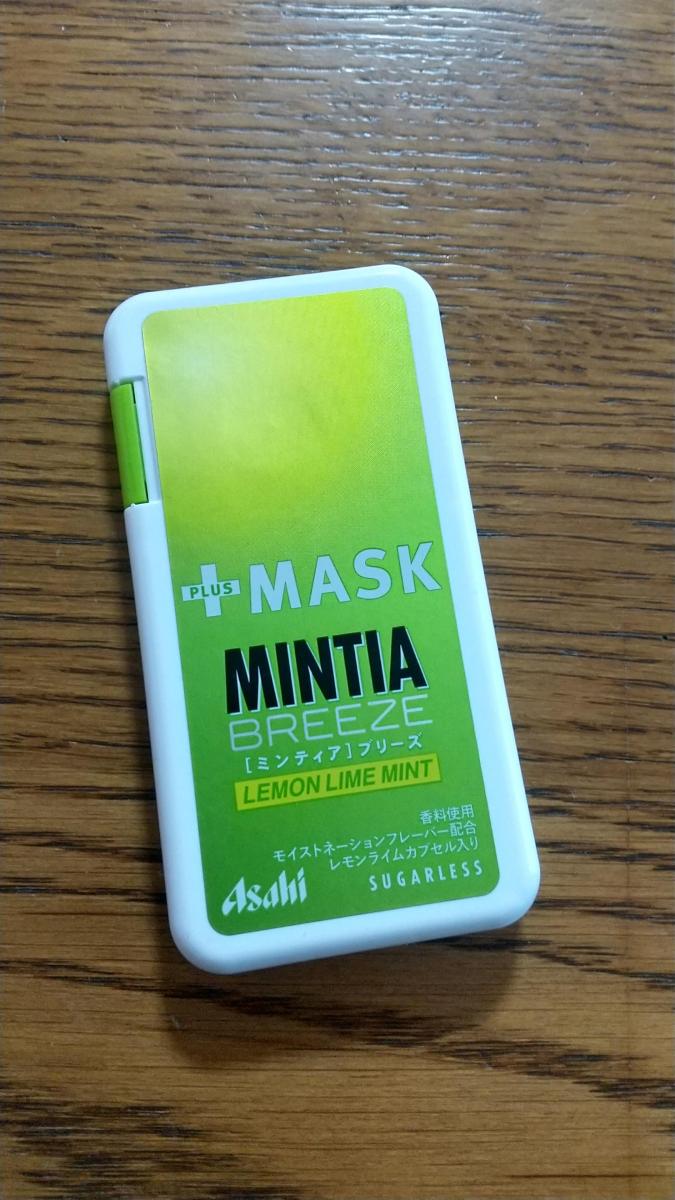 PLUS MASK
MINTIA
BREEZE
[ミンティア]ブリーズ
LEMON LIME MINT
香料使用
モイストネーションフレーバー配合
レモンライムカプセル入り
Asahi
SUGARLESS